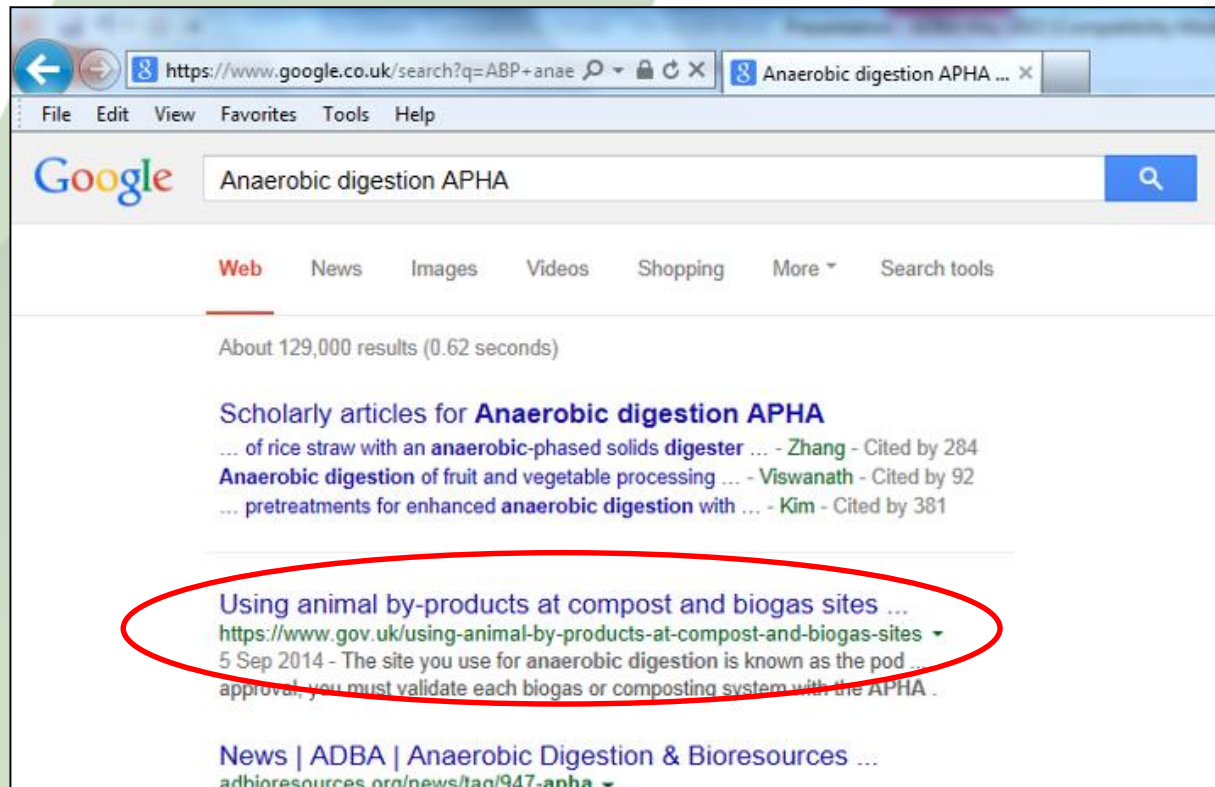 https://www.google.co.uk/search?q=ABP+anae
Anaerobic digestion APHA ...
File Edit View Favorites Tools Help
Google
Anaerobic digestion APHA
Web News Images Videos Shopping More Search tools
About 129,000 results (0.62 seconds)
Scholarly articles for Anaerobic digestion APHA
... of rice straw with an anaerobic-phased solids digester ... - Zhang - Cited by 284
Anaerobic digestion of fruit and vegetable processing ... - Viswanath - Cited by 92
... pretreatments for enhanced anaerobic digestion with ... - Kim - Cited by 381
Using animal by-products at compost and biogas sites ...
https://www.gov.uk/using-animal-by-products-at-compost-and-biogas-sites
5 Sep 2014 - The site you use for anaerobic digestion is known as the pod ...
approval, you must validate each biogas or composting system with the APHA .
News | ADBA | Anaerobic Digestion & Bioresources ...
adbioresources.org/news/tag/947-apha